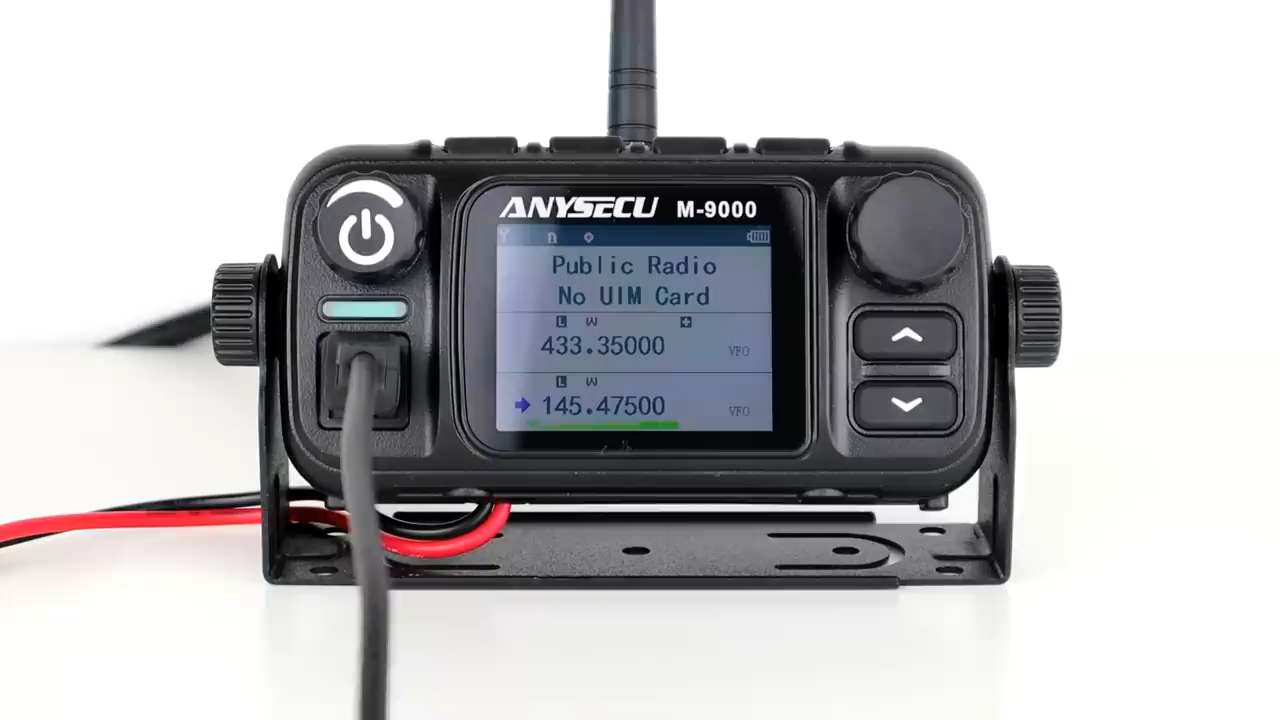 ANYSECU M-9000
n
Public Radio
No UIM Card
L W +
433.35000 VFO
L W
145.47500 VFO